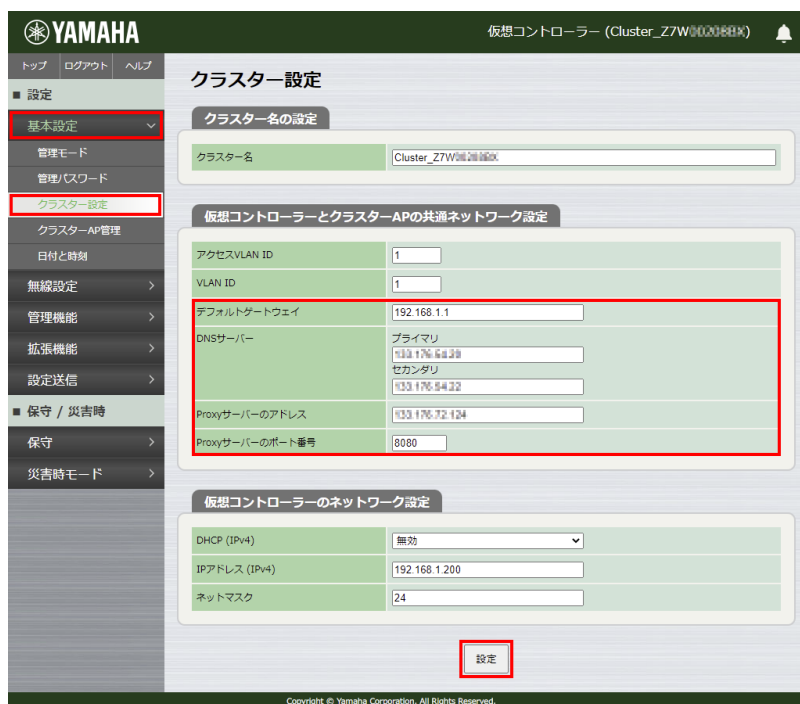 YAMAHA
仮想コントローラー (Cluster_Z7W
トップ ログアウト ヘルプ
■ 設定
基本設定
管理モード
管理パスワード
クラスター設定
クラスターAP管理
日付と時刻
無線設定
管理機能
拡張機能
設定送信
■ 保守 / 災害時
保守
災害時モード
クラスター設定
クラスター名の設定
クラスター名 Cluster_Z7W
仮想コントローラーとクラスターAPの共通ネットワーク設定
アクセスVLAN ID 1
VLAN ID 1
デフォルトゲートウェイ 192.168.1.1
DNSサーバー プライマリ
セカンダリ
Proxyサーバーのアドレス
Proxyサーバーのポート番号 8080
仮想コントローラーのネットワーク設定
DHCP (IPv4) 無効
IPアドレス (IPv4) 192.168.1.200
ネットマスク 24
設定
Copyright © Yamaha Corporation. All Rights Reserved.